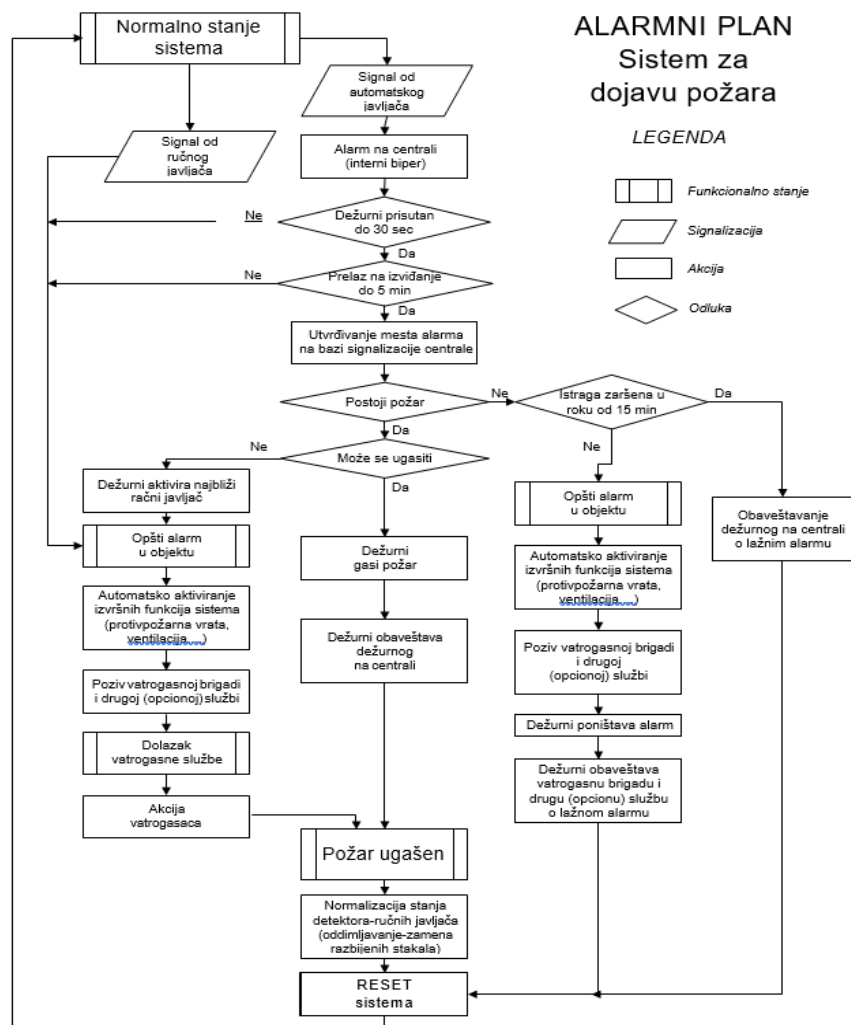 Normalno stanje
sistema
ALARMNI PLAN
Sistem za
dojavu požara
LEGENDA
Funkcionalno stanje
Signalizacija
Akcija
Odluka
Signal od
automatskog
javljača
Signal od
ručnog
javljača
Alarm na centrali
(interni biper)
Ne
Dežurni prisutan
do 30 sec
Da
Ne
Prelaz na izviđanje
do 5 min
Da
Utvrđivanje mesta alarma
na bazi signalizacije centrale
Postoji požar
Ne
Istraga zaršena u
roku od 15 min
Da
Da
Ne
Ne
Može se ugasiti
Da
Dežurni aktivira najbliži
račni javljač
Opšti alarm
u objektu
Automatsko aktiviranje
izvršnih funkcija sistema
(protivpožarna vrata,
ventilacija...)
Poziv vatrogasnoj brigadi
i drugoj (opcionoj) službi
Dolazak
vatrogasne službe
Akcija
vatrogasaca
Dežurni
gasi požar
Dežurni obaveštava
dežurnog
na centrali
Opšti alarm
u objektu
Automatsko aktiviranje
izvršnih funkcija sistema
(protivpožarna vrata,
ventilacija...)
Poziv vatrogasnoj brigadi
i drugoj
(opcionoj) službi
Dežurni poništava alarm
Dežurni obaveštava
vatrogasnu brigadu i
drugu (opcionu) službu
o lažnom alarmu
Obaveštavanje
dežurnog na centrali
o lažnim alarmu
Požar ugašen
Normalizacija stanja
detektora-ručnih javljača
(oddimljavanje-zamena
razbijenih stakala)
RESET
sistema